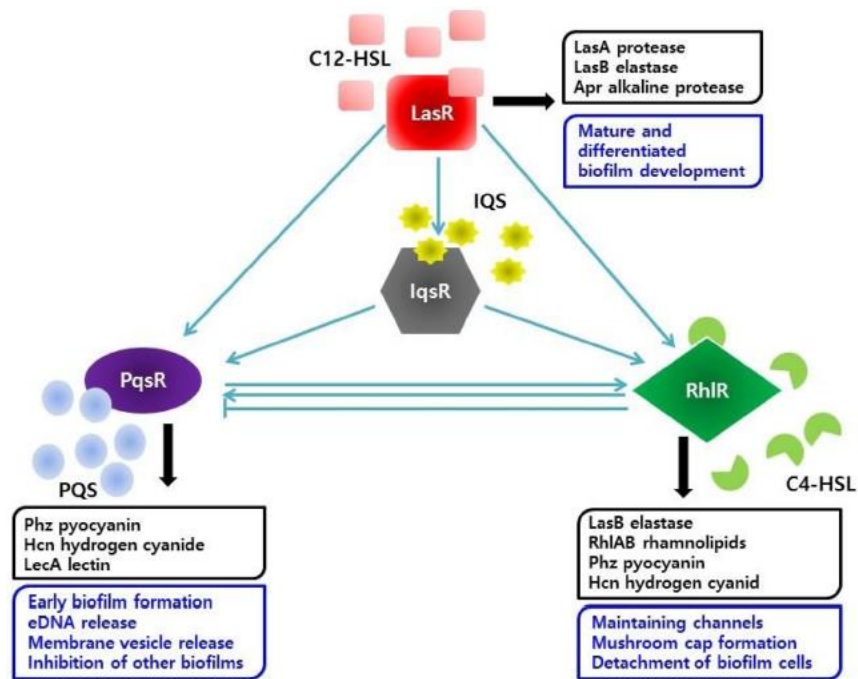 C12-HSL
LasR
LasA protease
LasB elastase
Apr alkaline protease
Mature and
differentiated
biofilm development
IQS
IqsR
PqsR
RhlR
PQS
C4-HSL
Phz pyocyanin
Hcn hydrogen cyanide
LecA lectin
Early biofilm formation
eDNA release
Membrane vesicle release
Inhibition of other biofilms
LasB elastase
RhlAB rhamnolipids
Phz pyocyanin
Hcn hydrogen cyanid
Maintaining channels
Mushroom cap formation
Detachment of biofilm cells